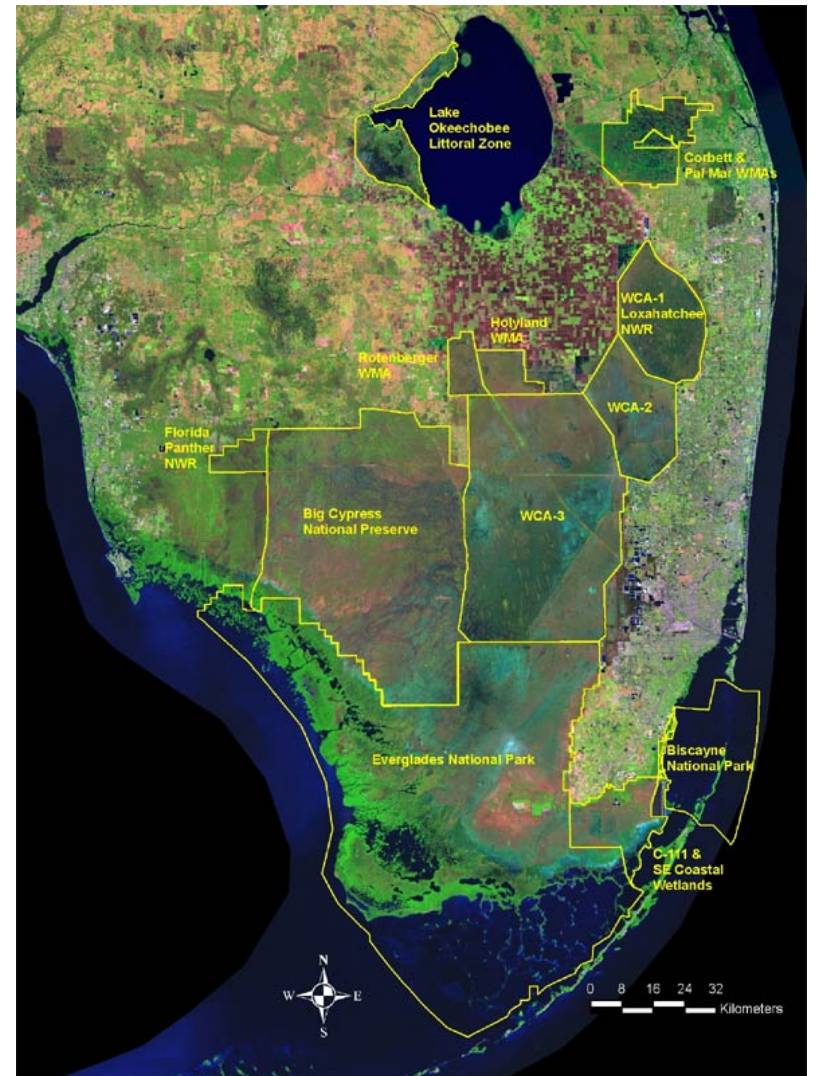 Lake
Okeechobee
Littoral Zone
Corbett &
Pal Mar WMAs
WCA-1
Loxahatchee
NWR
Holyland
WMA
Rotenberger
WMA
WCA-2
Florida
Panther
NWR
Big Cypress
National Preserve
WCA-3
Everglades National Park
Biscayne
National Park
C-111 &
SE Coastal
Wetlands
N
W E
S
0 8 16 24 32
Kilometers